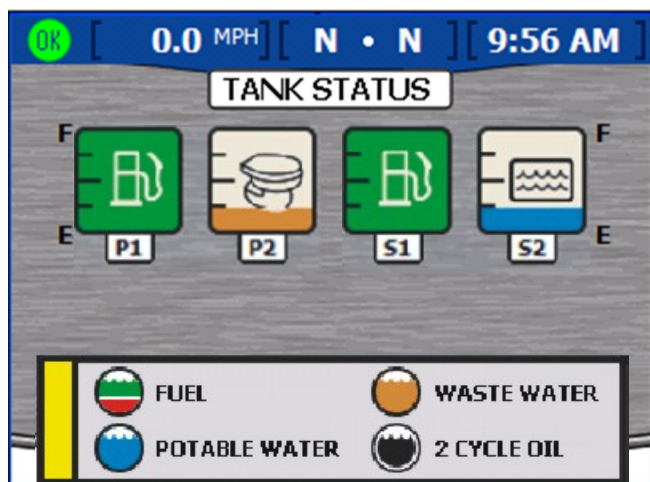 OK [ 0.0 MPH ] [ N • N ] [ 9:56 AM ]
TANK STATUS
F F
E E
P1 P2 S1 S2
FUEL WASTE WATER
POTABLE WATER 2 CYCLE OIL